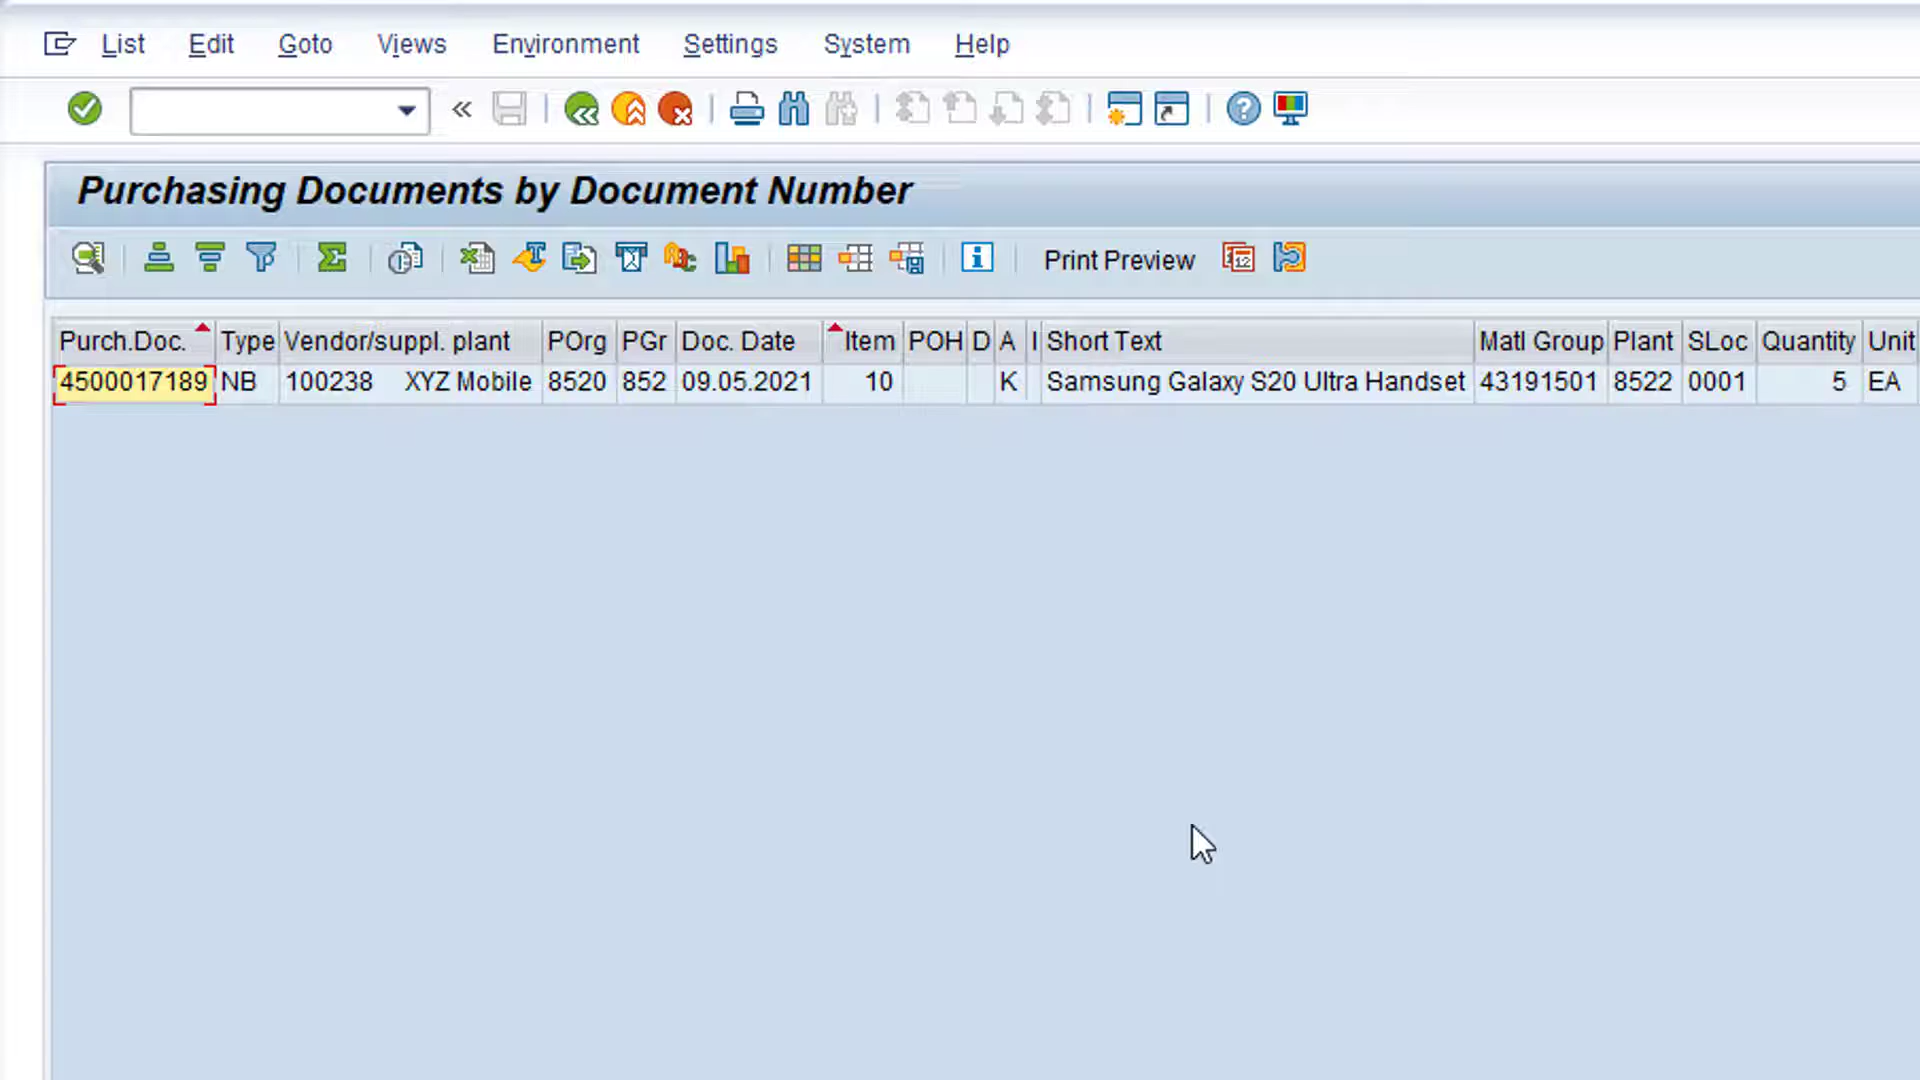 List Edit Goto Views Environment Settings System Help
Purchasing Documents by Document Number
Print Preview
Purch.Doc. Type Vendor/suppl. plant POrg PGr Doc. Date Item POH D A I Short Text Matl Group Plant SLoc Quantity Unit
4500017189 NB 100238 XYZ Mobile 8520 852 09.05.2021 10 K Samsung Galaxy S20 Ultra Handset 43191501 8522 0001 5 EA